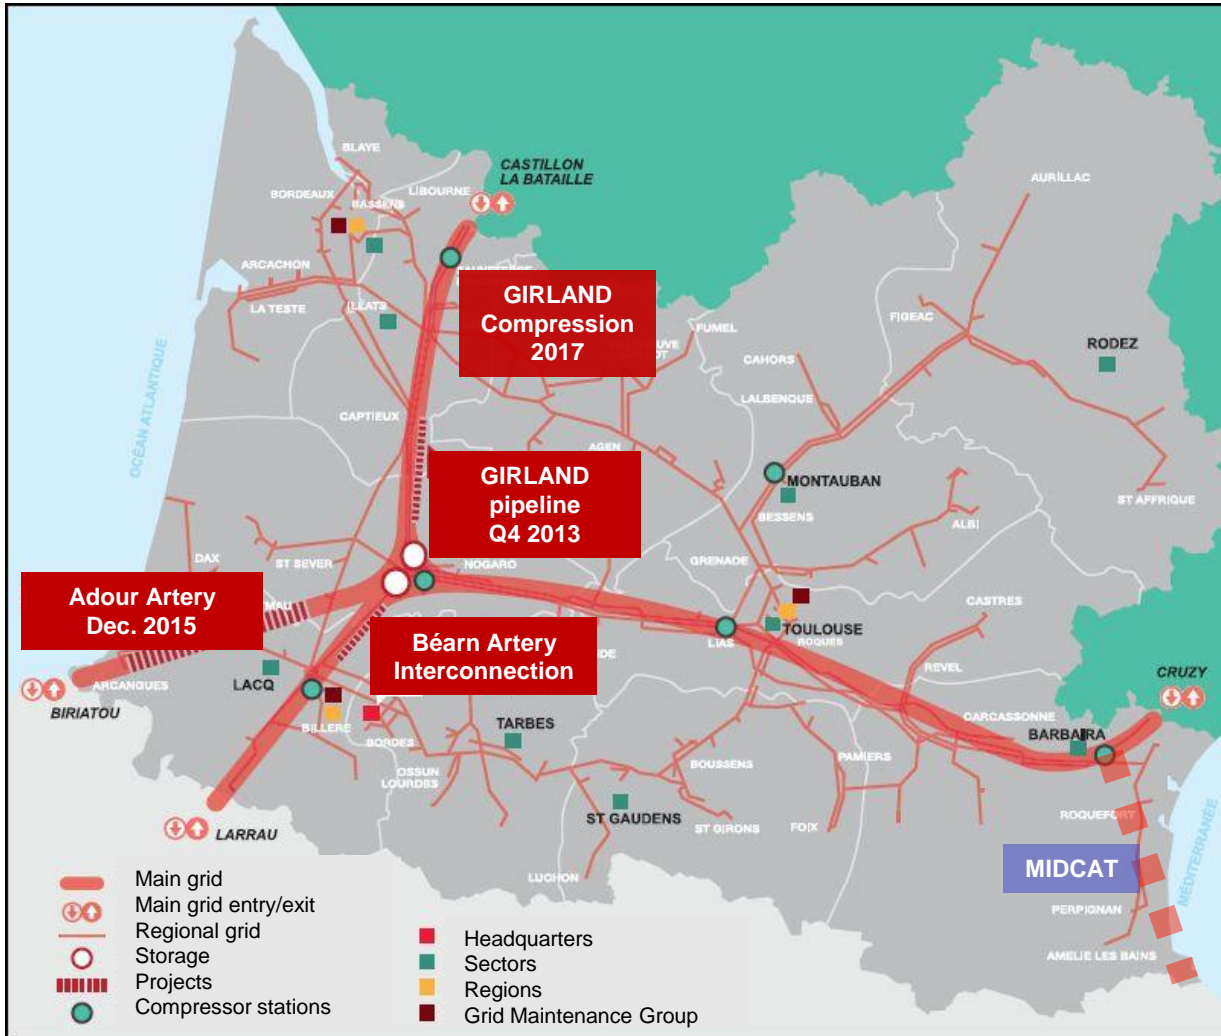 BLAYE
CASTILLON
LA BATAILLE
LIBOURNE
BORDEAUX
BASSENS
AURILLAC
ARCACHON
LA TESTE
ILLATS
GIRLAND
Compression
2017
FUMEL
FIGEAC
CAHORS
RODEZ
LALBENQUE
OCÉAN ATLANTIQUE
CAPTIEUX
AGEN
GIRLAND
pipeline
Q4 2013
MONTAUBAN
ST AFFRIQUE
BESSENS
ALBI
DAX
ST SEVER
NOGARO
GRENADE
Adour Artery
Dec. 2015
CASTRES
Béarn Artery
Interconnection
LIAS
TOULOUSE
ROQUES
REVEL
CRUZY
ARCANGUES
LACQ
BIRIATOU
BILLERE
BORDES
TARBES
CARCASSONNE
BARBAIRA
OSSUN
LOURDES
BOUSSENS
PAMIERS
ST GAUDENS
ST GIRONS
FOIX
ROQUEFORT
MÉDITERRANÉE
LARRAU
LUCHON
MIDCAT
PERPIGNAN
AMELIE LES BAINS
Main grid
Main grid entry/exit
Regional grid
Storage
Projects
Compressor stations
Headquarters
Sectors
Regions
Grid Maintenance Group